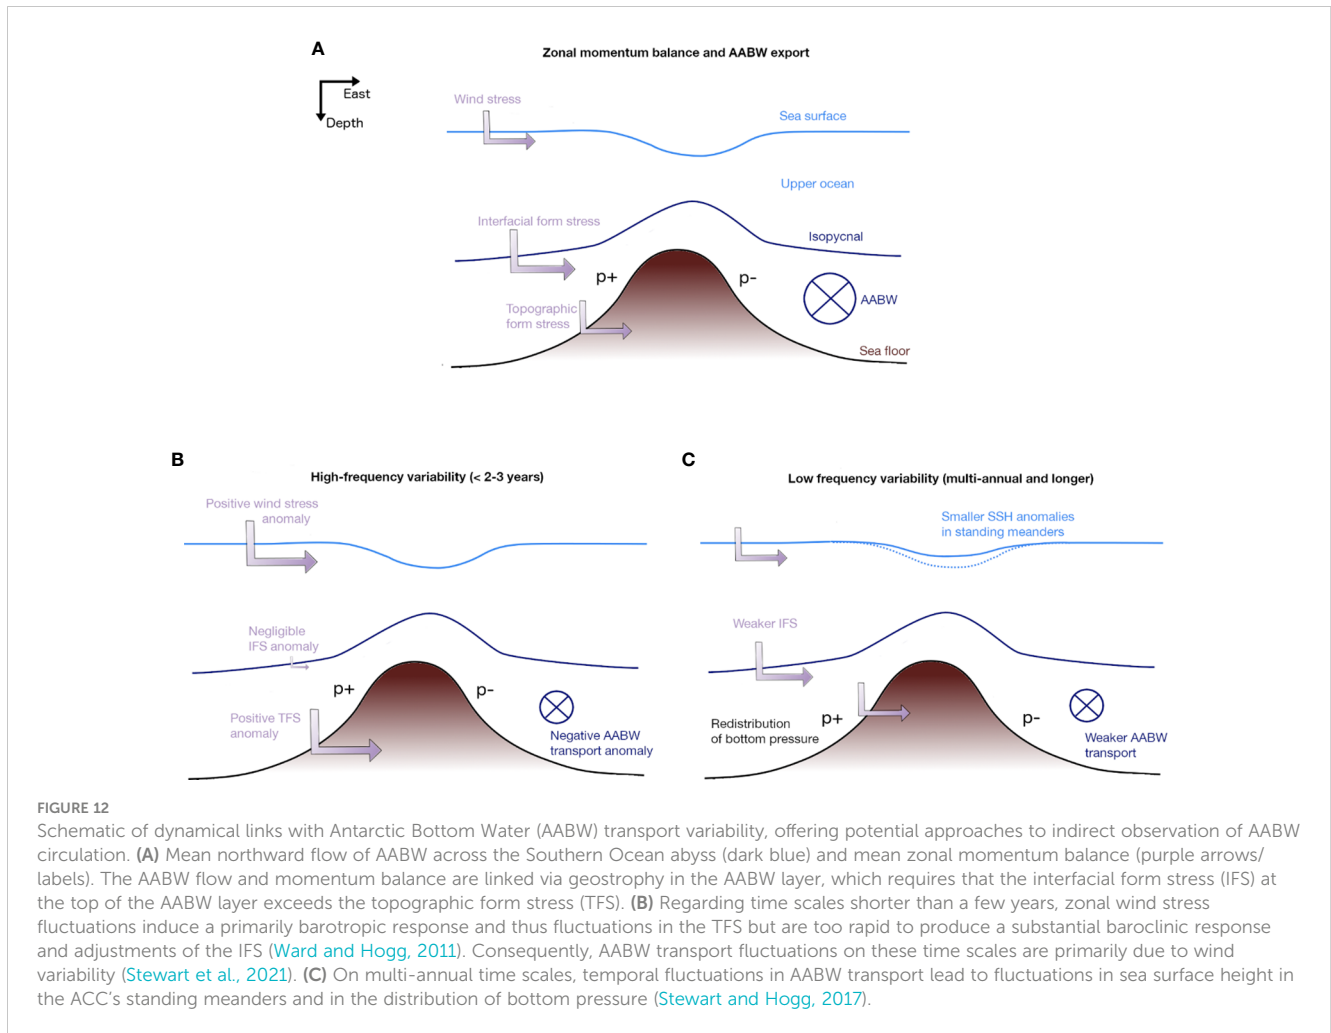 A
Zonal momentum balance and AABW export
East
Depth
Wind stress
Sea surface
Upper ocean
Interfacial form stress
Isopycnal
p+
p-
AABW
Topographic
form stress
Sea floor
B
High-frequency variability (< 2-3 years)
Positive wind stress
anomaly
Negligible
IFS anomaly
p+
p-
Positive TFS
anomaly
Negative AABW
transport anomaly
C
Low frequency variability (multi-annual and longer)
Smaller SSH anomalies
in standing meanders
Weaker IFS
Redistribution
of bottom pressure
p+
p-
Weaker AABW
transport
FIGURE 12
Schematic of dynamical links with Antarctic Bottom Water (AABW) transport variability, offering potential approaches to indirect observation of AABW
circulation. (A) Mean northward flow of AABW across the Southern Ocean abyss (dark blue) and mean zonal momentum balance (purple arrows/
labels). The AABW flow and momentum balance are linked via geostrophy in the AABW layer, which requires that the interfacial form stress (IFS) at
the top of the AABW layer exceeds the topographic form stress (TFS). (B) Regarding time scales shorter than a few years, zonal wind stress
fluctuations induce a primarily barotropic response and thus fluctuations in the TFS but are too rapid to produce a substantial baroclinic response
and adjustments of the IFS (Ward and Hogg, 2011). Consequently, AABW transport fluctuations on these time scales are primarily due to wind
variability (Stewart et al., 2021). (C) On multi-annual time scales, temporal fluctuations in AABW transport lead to fluctuations in sea surface height in
the ACC's standing meanders and in the distribution of bottom pressure (Stewart and Hogg, 2017).